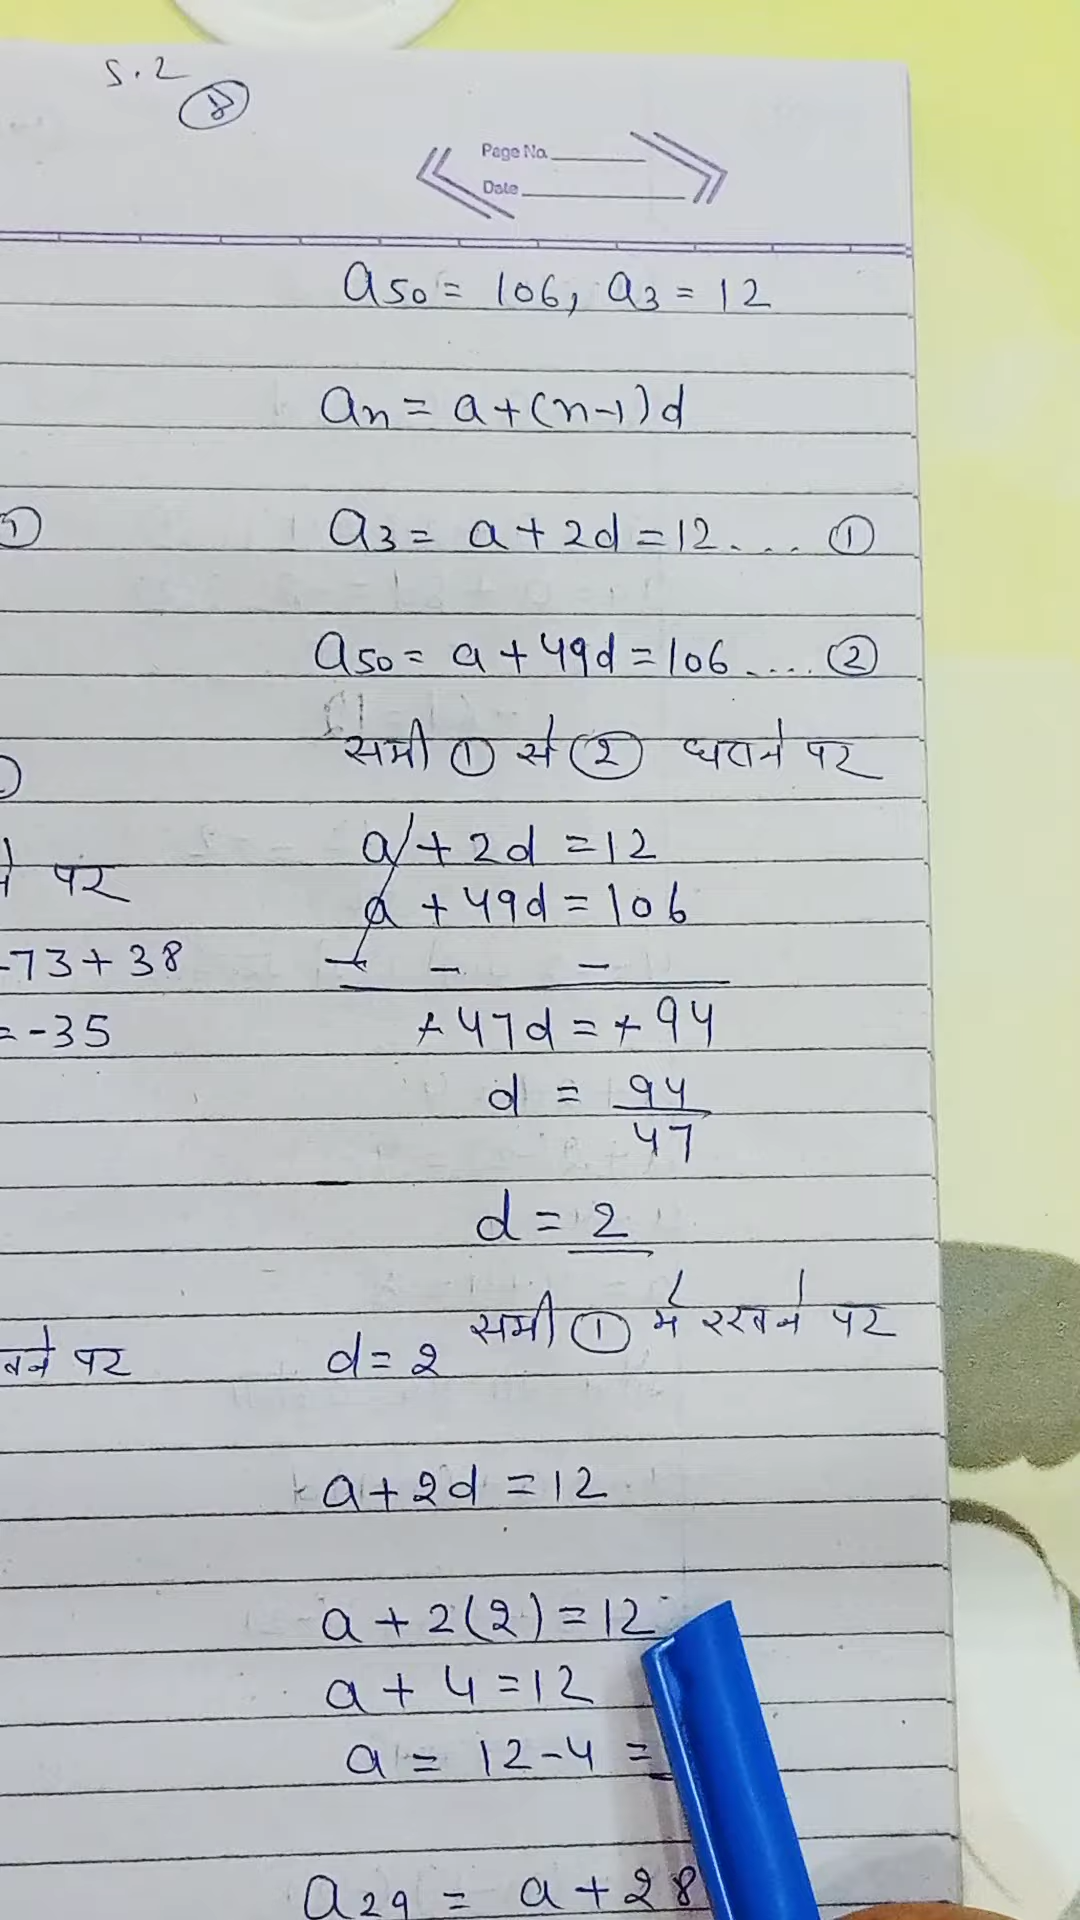 5.2
8
Page No.
Date
a50 = 106, a3 = 12
an = a+(n-1)d
①
a3 = a + 2d = 12.... ①
a50 = a + 49d = 106.... ②
समी ① से ② घटाने पर
a + 2d = 12
पर
a + 49d = 106
-73+38
- - -
= -35
+47d = +94
d = 94
47
d = 2
समी ① में रखने पर
पर
d = 2
a + 2d = 12
a + 2(2) = 12
a + 4 = 12
a = 12-4 =
a29 = a + 28